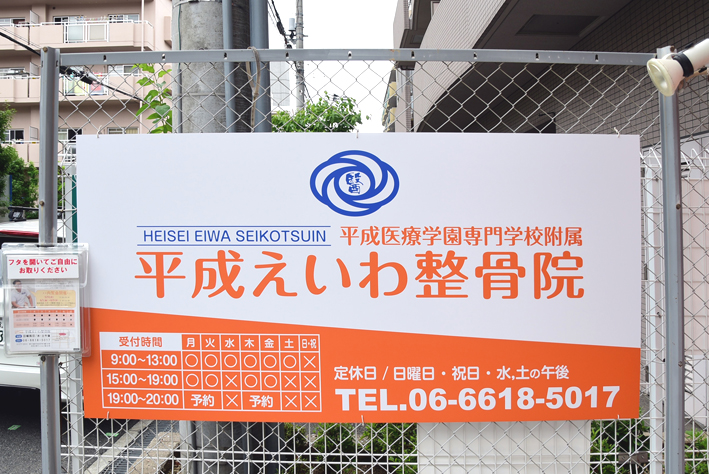 HEISEI EIWA SEIKOTSUIN 平成医療学園専門学校附属
平成えいわ整骨院
フタを開いてご自由に
お取りください
受付時間 月 火 水 木 金 土 日・祝
9:00~13:00 ○ ○ ○ ○ ○ ○ ×
15:00~19:00 ○ ○ × ○ ○ × ×
19:00~20:00 予約 × 予約 × ×
定休日 / 日曜日・祝日・水,土の午後
TEL.06-6618-5017